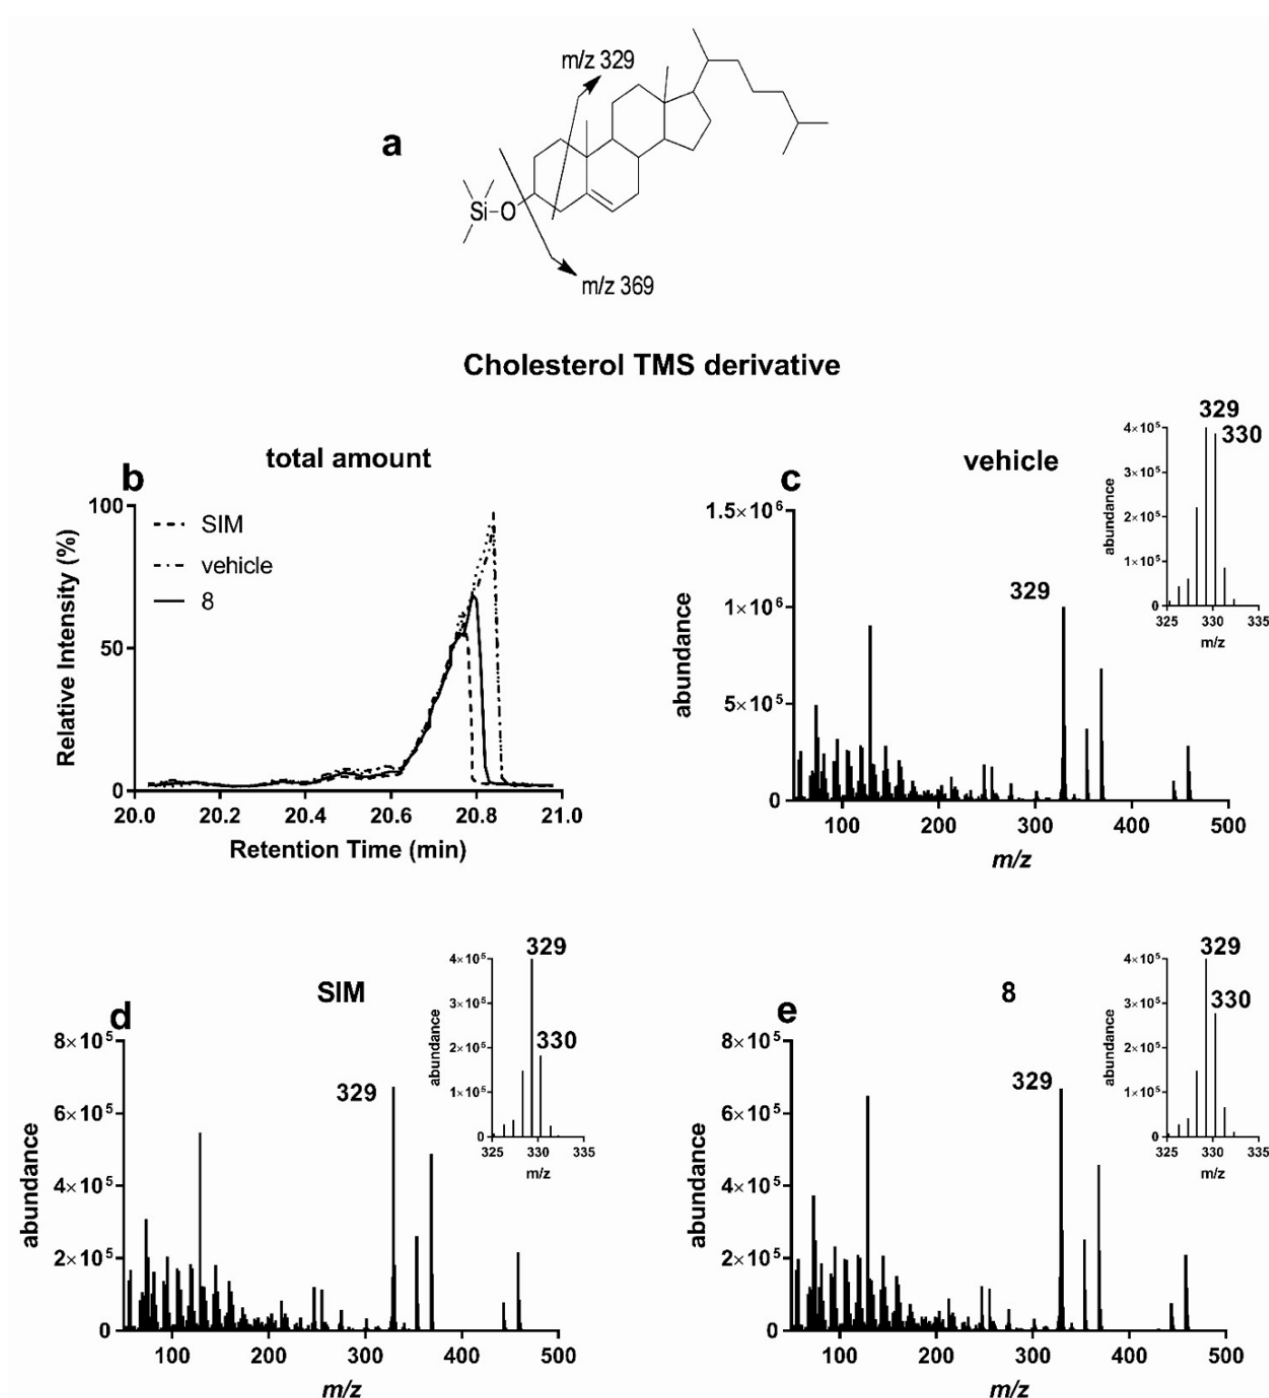 m/z 329
a
Si-O
m/z 369
Cholesterol TMS derivative
b
total amount
Relative Intensity (%)
100
50
0
SIM
vehicle
8
20.0 20.2 20.4 20.6 20.8 21.0
Retention Time (min)
c
vehicle
abundance
1.5×10⁶
1×10⁶
5×10⁵
0
329
100 200 300 400 500
m/z
329
330
abundance
4×10⁵
3×10⁵
2×10⁵
1×10⁵
0
325 330 335
m/z
d
SIM
abundance
8×10⁵
6×10⁵
4×10⁵
2×10⁵
0
329
100 200 300 400 500
m/z
329
330
abundance
4×10⁵
3×10⁵
2×10⁵
1×10⁵
0
325 330 335
m/z
e
8
abundance
8×10⁵
6×10⁵
4×10⁵
2×10⁵
0
329
100 200 300 400 500
m/z
329
330
abundance
4×10⁵
3×10⁵
2×10⁵
1×10⁵
0
325 330 335
m/z